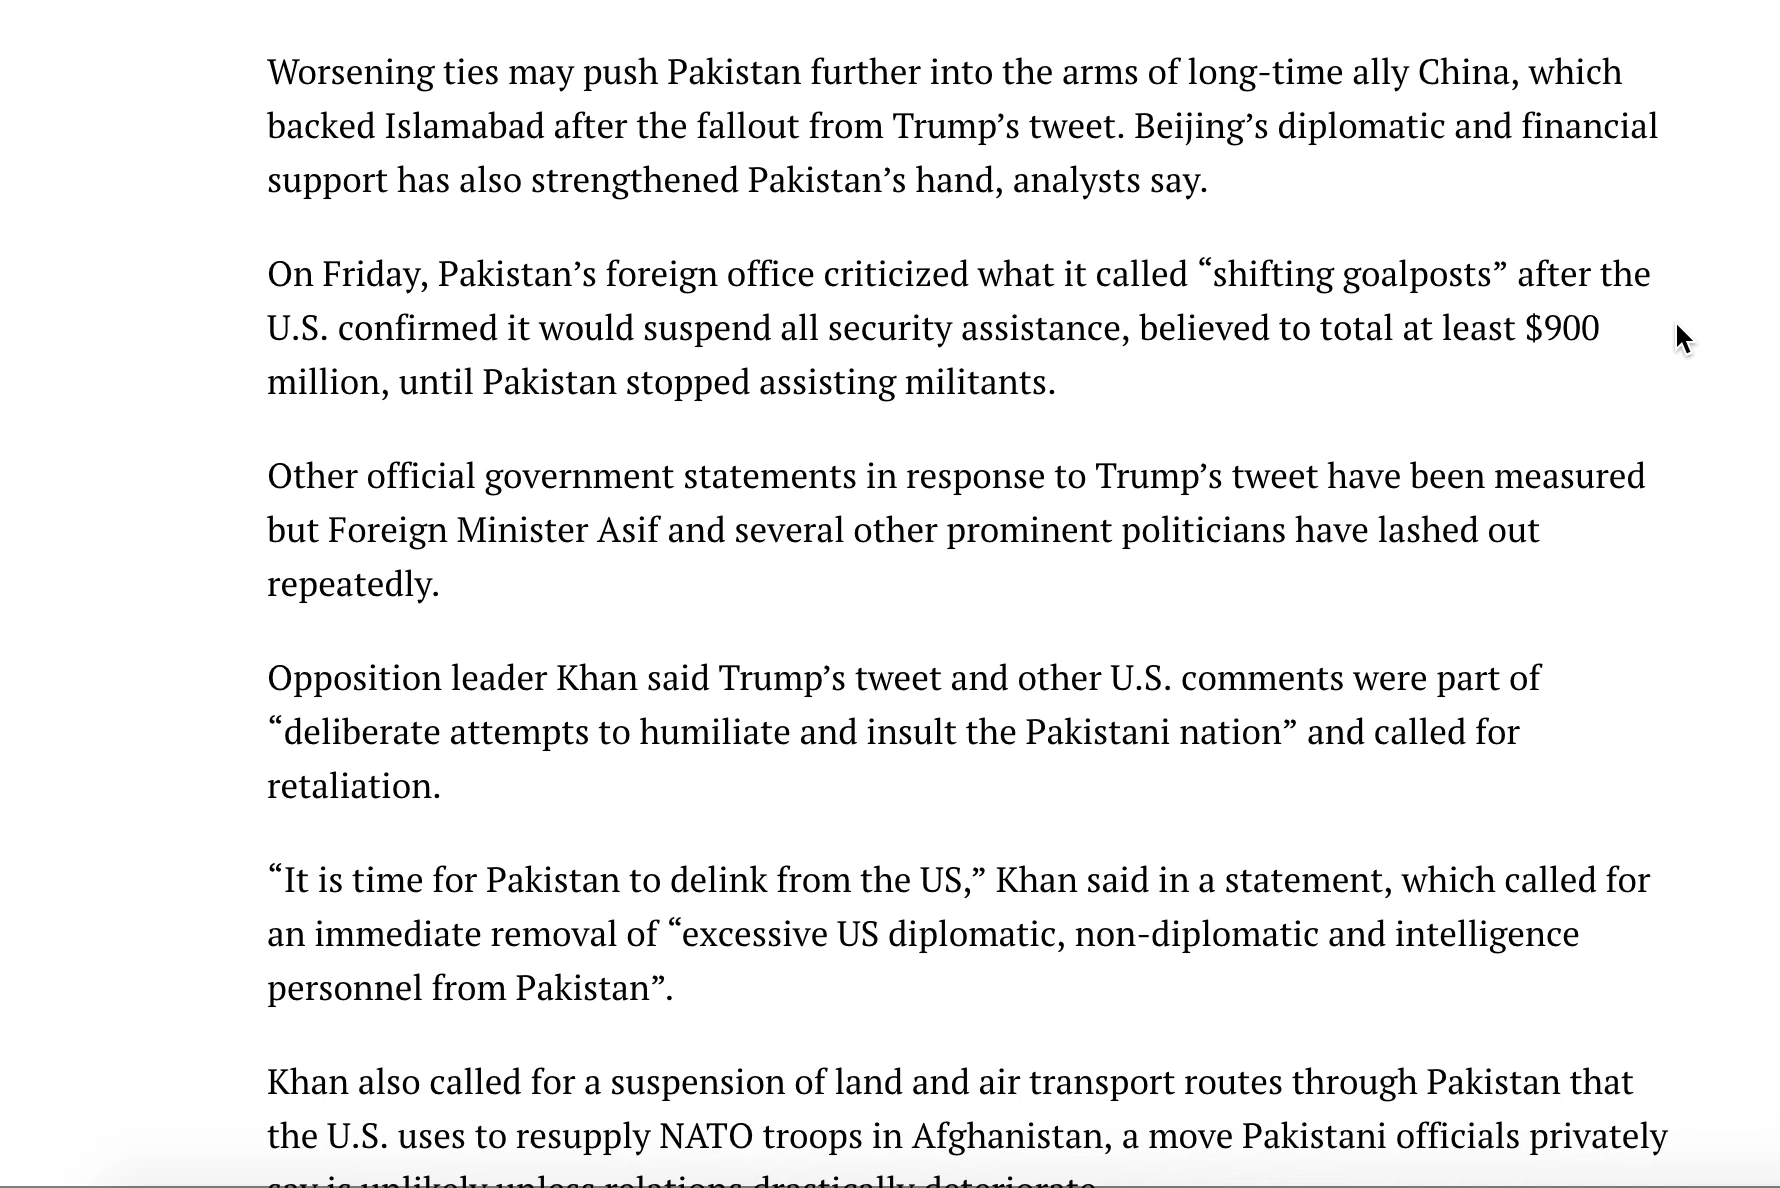 Worsening ties may push Pakistan further into the arms of long-time ally China, which
backed Islamabad after the fallout from Trump’s tweet. Beijing’s diplomatic and financial
support has also strengthened Pakistan’s hand, analysts say.
On Friday, Pakistan’s foreign office criticized what it called “shifting goalposts” after the
U.S. confirmed it would suspend all security assistance, believed to total at least $900
million, until Pakistan stopped assisting militants.
Other official government statements in response to Trump’s tweet have been measured
but Foreign Minister Asif and several other prominent politicians have lashed out
repeatedly.
Opposition leader Khan said Trump’s tweet and other U.S. comments were part of
“deliberate attempts to humiliate and insult the Pakistani nation” and called for
retaliation.
“It is time for Pakistan to delink from the US,” Khan said in a statement, which called for
an immediate removal of “excessive US diplomatic, non-diplomatic and intelligence
personnel from Pakistan”.
Khan also called for a suspension of land and air transport routes through Pakistan that
the U.S. uses to resupply NATO troops in Afghanistan, a move Pakistani officials privately
say is unlikely unless relations drastically deteriorate